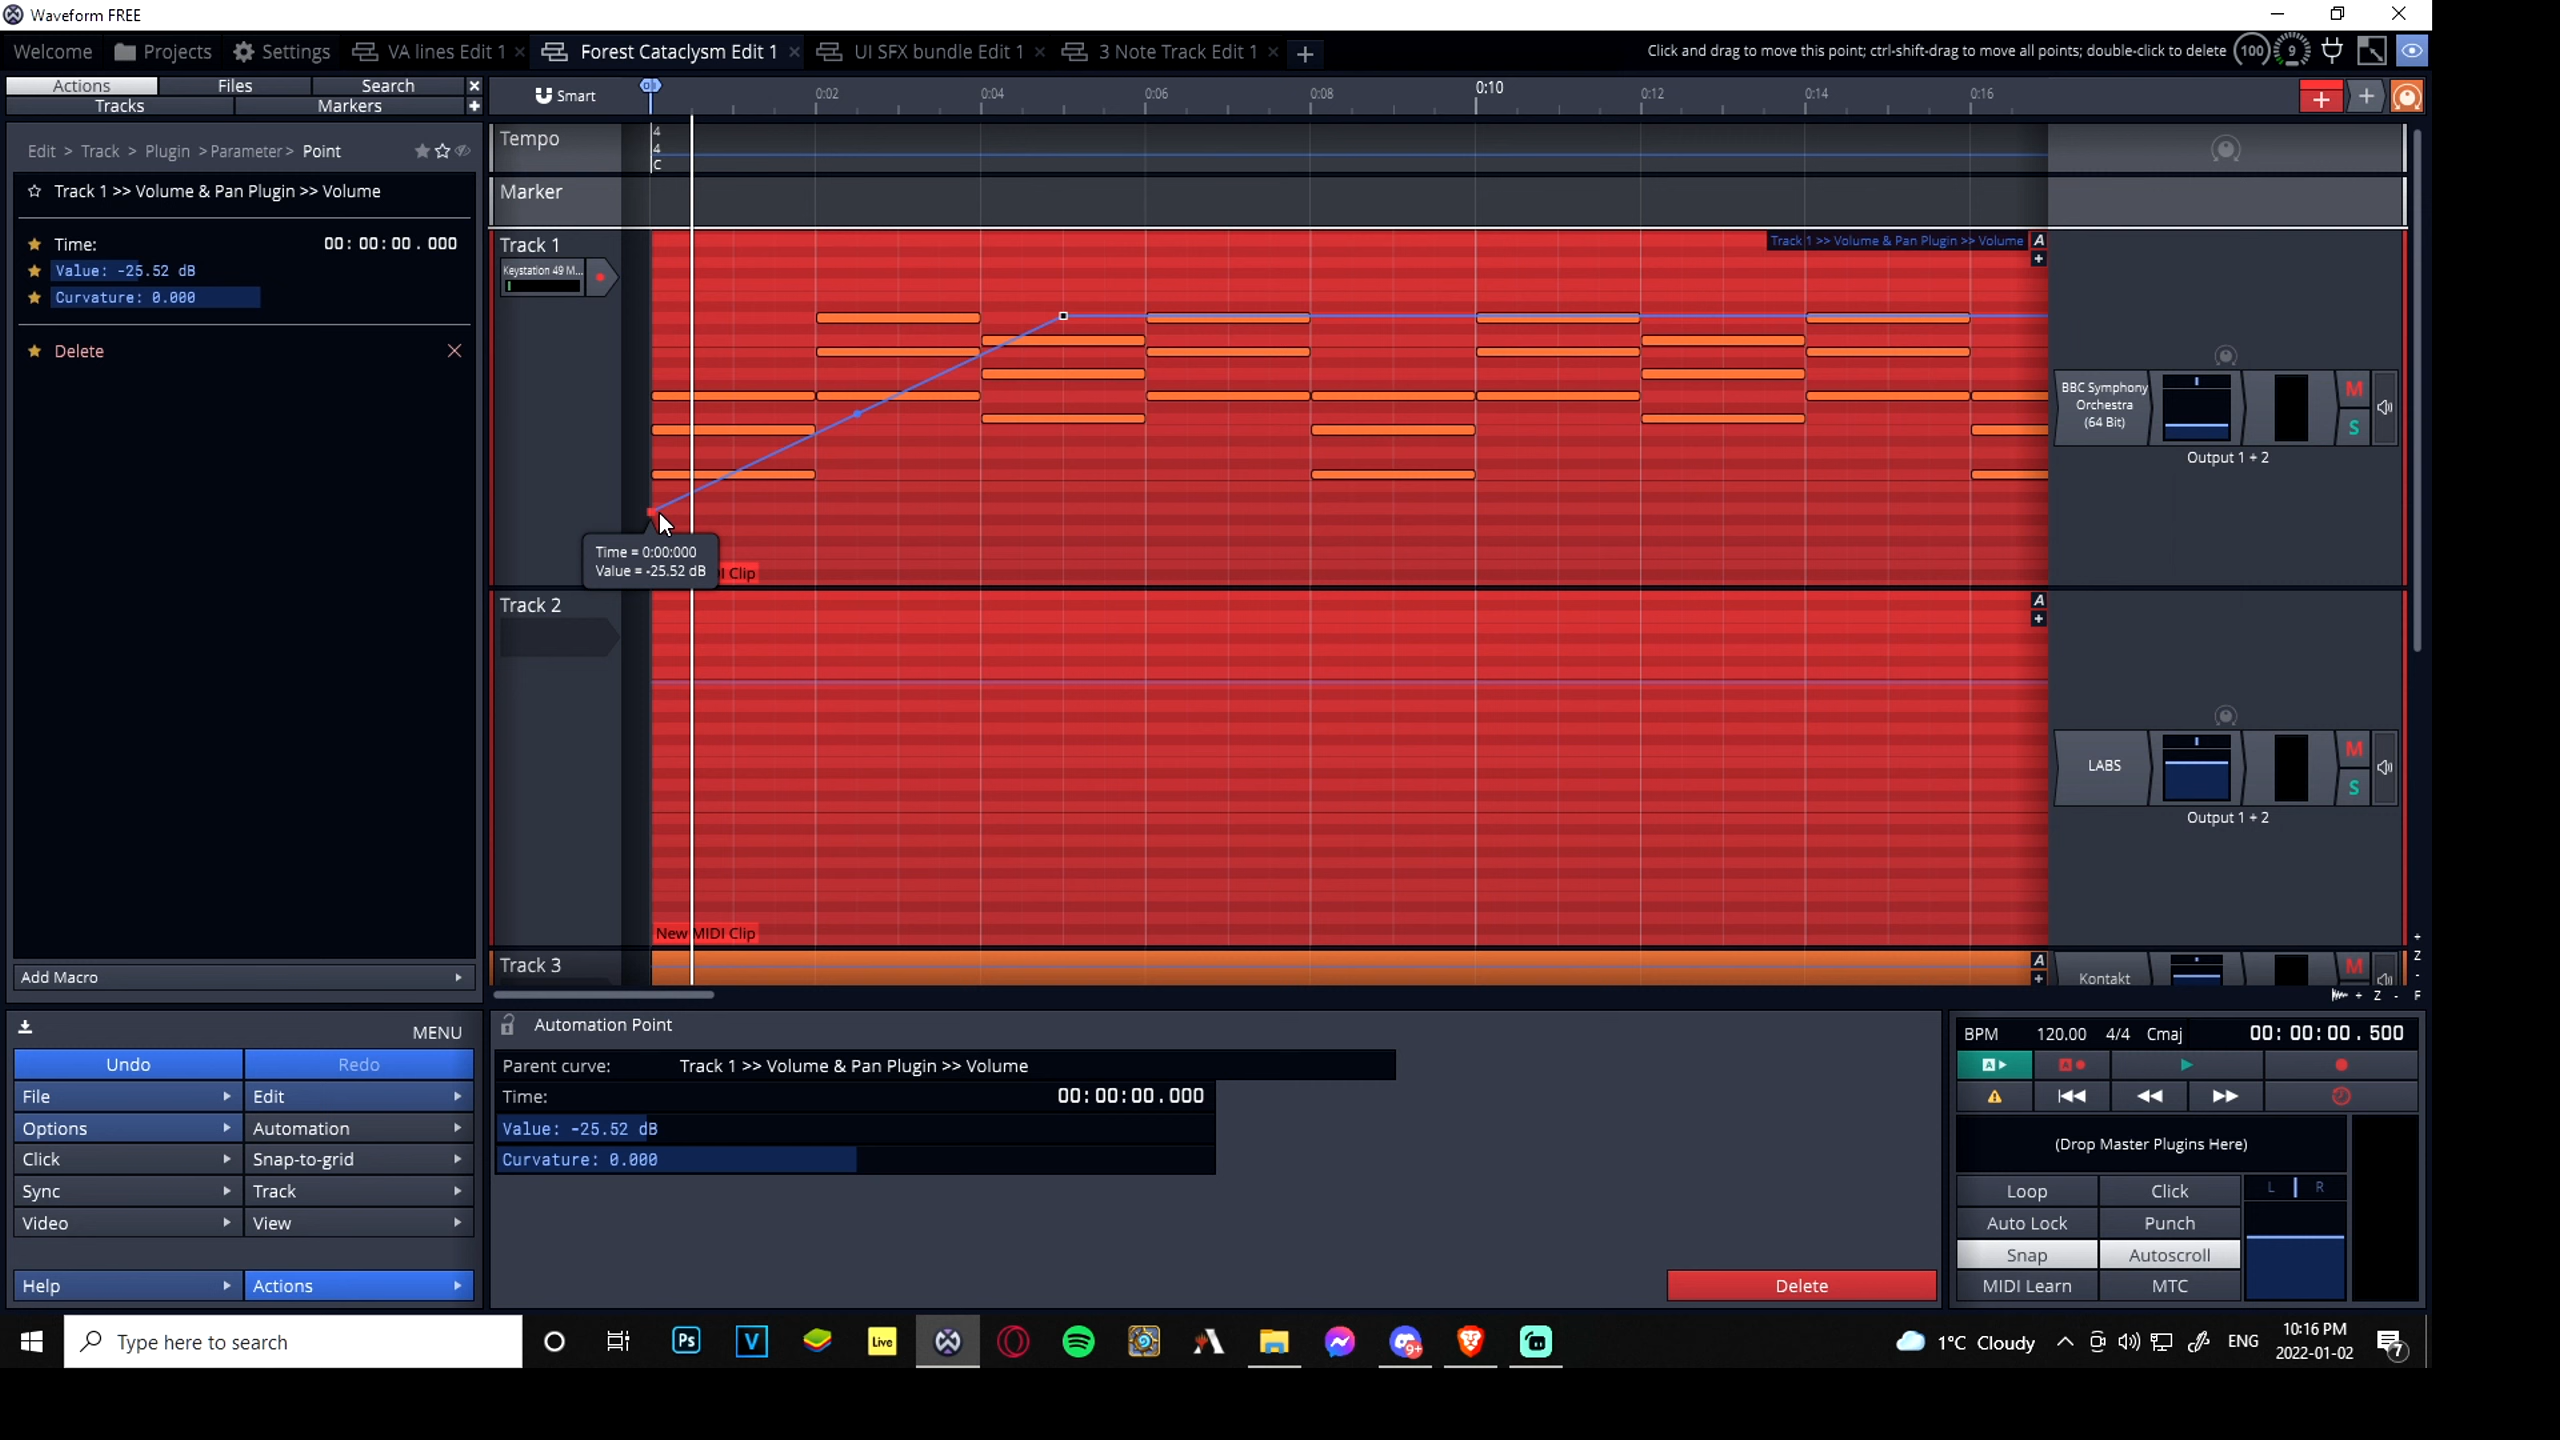 Waveform FREE
Welcome Projects Settings VA lines Edit 1 Forest Cataclysm Edit 1 UI SFX bundle Edit 1 3 Note Track Edit 1
Click and drag to move this point; ctrl-shift-drag to move all points; double-click to delete 100 9
Actions Files Search
Tracks Markers
Smart
0:02 0:04 0:06 0:08 0:10 0:12 0:14 0:16
Edit > Track > Plugin > Parameter > Point
Track 1 >> Volume & Pan Plugin >> Volume
Time: 00:00:00.000
Value: -25.52 dB
Curvature: 0.000
Delete
Add Macro
Tempo
4
4
C
Marker
Track 1
Keystation 49 M...
Track 1 >> Volume & Pan Plugin >> Volume A
+
BBC Symphony
Orchestra
(64 Bit)
M
S
Output 1 + 2
Time = 0:00:000
Value = -25.52 dB
I Clip
Track 2
A
+
LABS
M
S
Output 1 + 2
New MIDI Clip
Track 3
A
+
Kontakt
M
+
Z
-
+ Z - F
MENU
Undo Redo
File Edit
Options Automation
Click Snap-to-grid
Sync Track
Video View
Help Actions
Automation Point
Parent curve: Track 1 >> Volume & Pan Plugin >> Volume
Time: 00:00:00.000
Value: -25.52 dB
Curvature: 0.000
Delete
BPM 120.00 4/4 Cmaj 00:00:00.500
A A
(Drop Master Plugins Here)
Loop Click
L R
Auto Lock Punch
Snap Autoscroll
MIDI Learn MTC
Type here to search
Ps V Live 9+
1°C Cloudy ENG
10:16 PM
2022-01-02
7